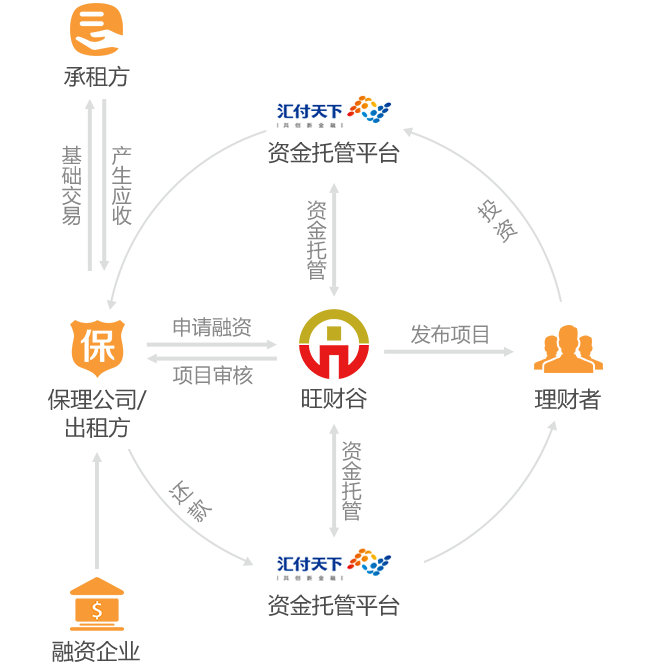 承租方
汇付天下
共创新金融
资金托管平台
基础交易
产生应收
投资
资金托管
申请融资
发布项目
保
项目审核
保理公司/
出租方
旺财谷
理财者
资金托管
还款
汇付天下
共创新金融
资金托管平台
$
融资企业